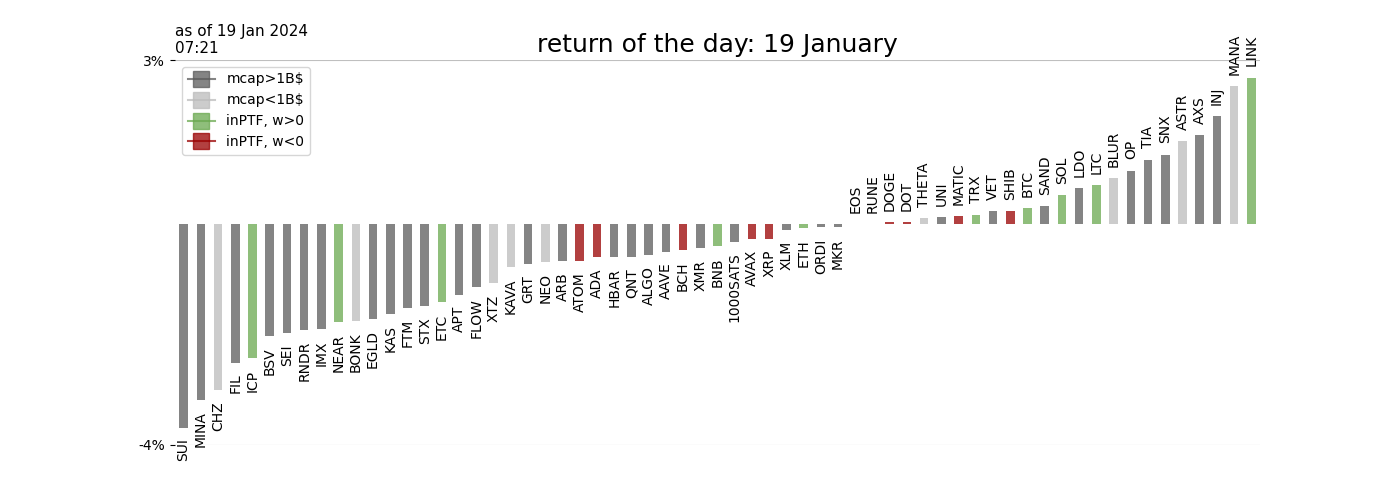 as of 19 Jan 2024
07:21
return of the day: 19 January
3%
mcap>1B$
mcap<1B$
inPTF, w>0
inPTF, w<0
-4%
SUI
MINA
CHZ
FIL
ICP
BSV
SEI
RNDR
IMX
NEAR
BONK
EGLD
KAS
FTM
STX
ETC
APT
FLOW
XTZ
KAVA
GRT
NEO
ARB
ATOM
ADA
HBAR
QNT
ALGO
AAVE
BCH
XMR
BNB
1000SATS
AVAX
XRP
XLM
ETH
ORDI
MKR
EOS
RUNE
DOGE
DOT
THETA
UNI
MATIC
TRX
VET
SHIB
BTC
SAND
SOL
LDO
LTC
BLUR
OP
TIA
SNX
ASTR
AXS
INJ
MANA
LINK